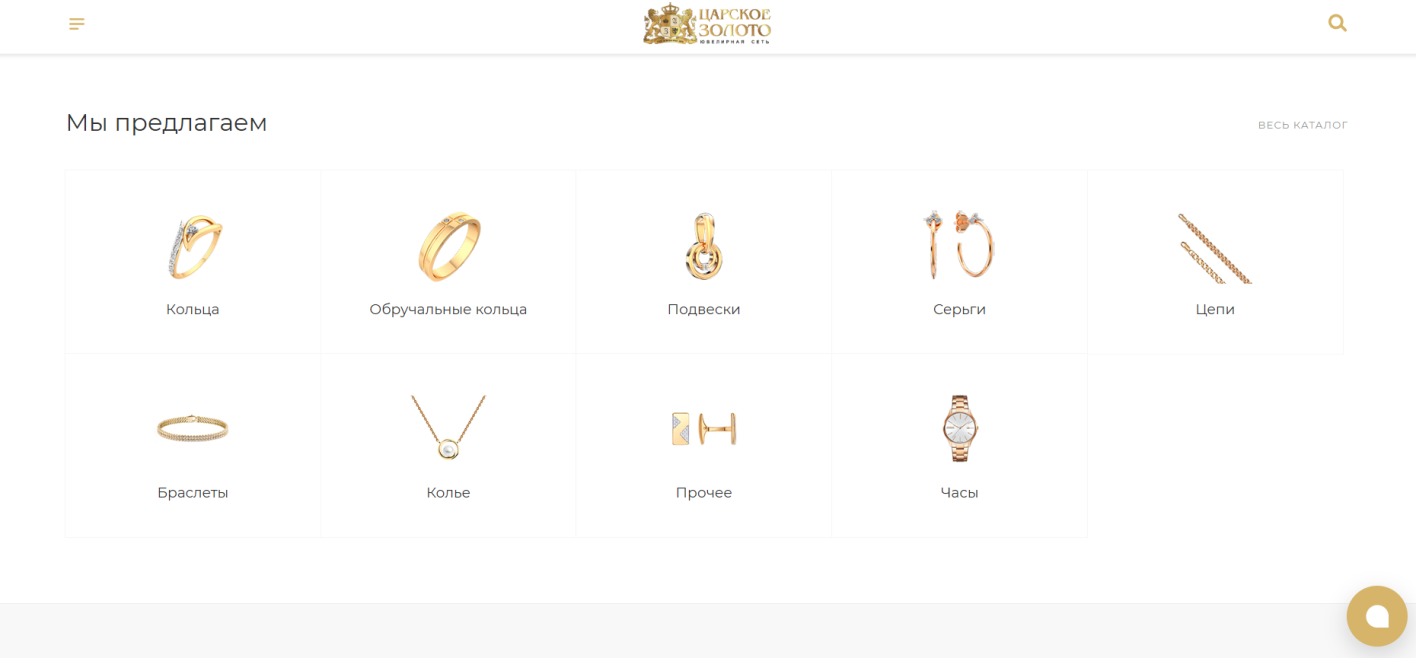 ЦАРСКОЕ
ЗОЛОТО
ЮВЕЛИРНАЯ СЕТЬ
Мы предлагаем
ВЕСЬ КАТАЛОГ
Кольца
Обручальные кольца
Подвески
Серьги
Цепи
Браслеты
Колье
Прочее
Часы